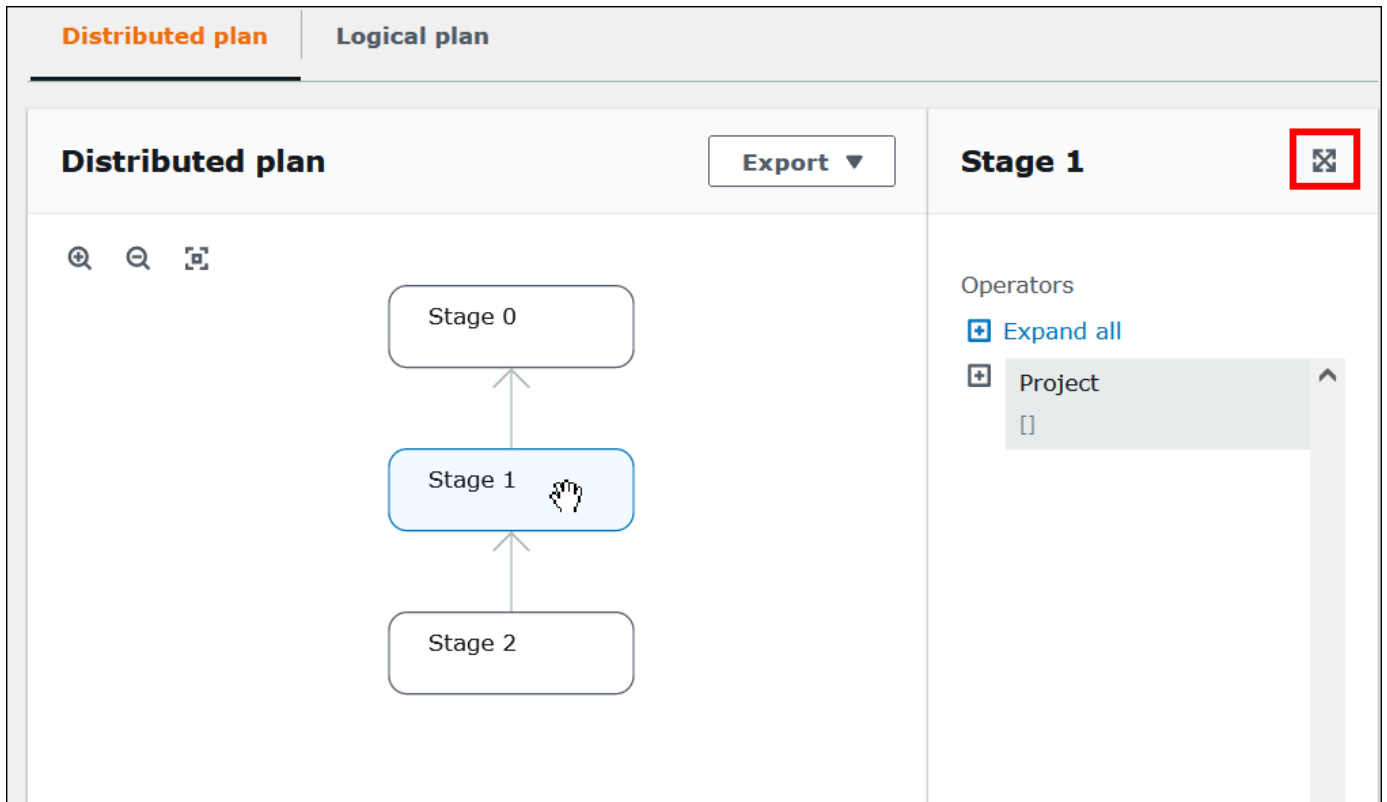 Distributed plan
Logical plan
Distributed plan
Export
Stage 1
Stage 0
Stage 1
Stage 2
Operators
Expand all
Project
[]